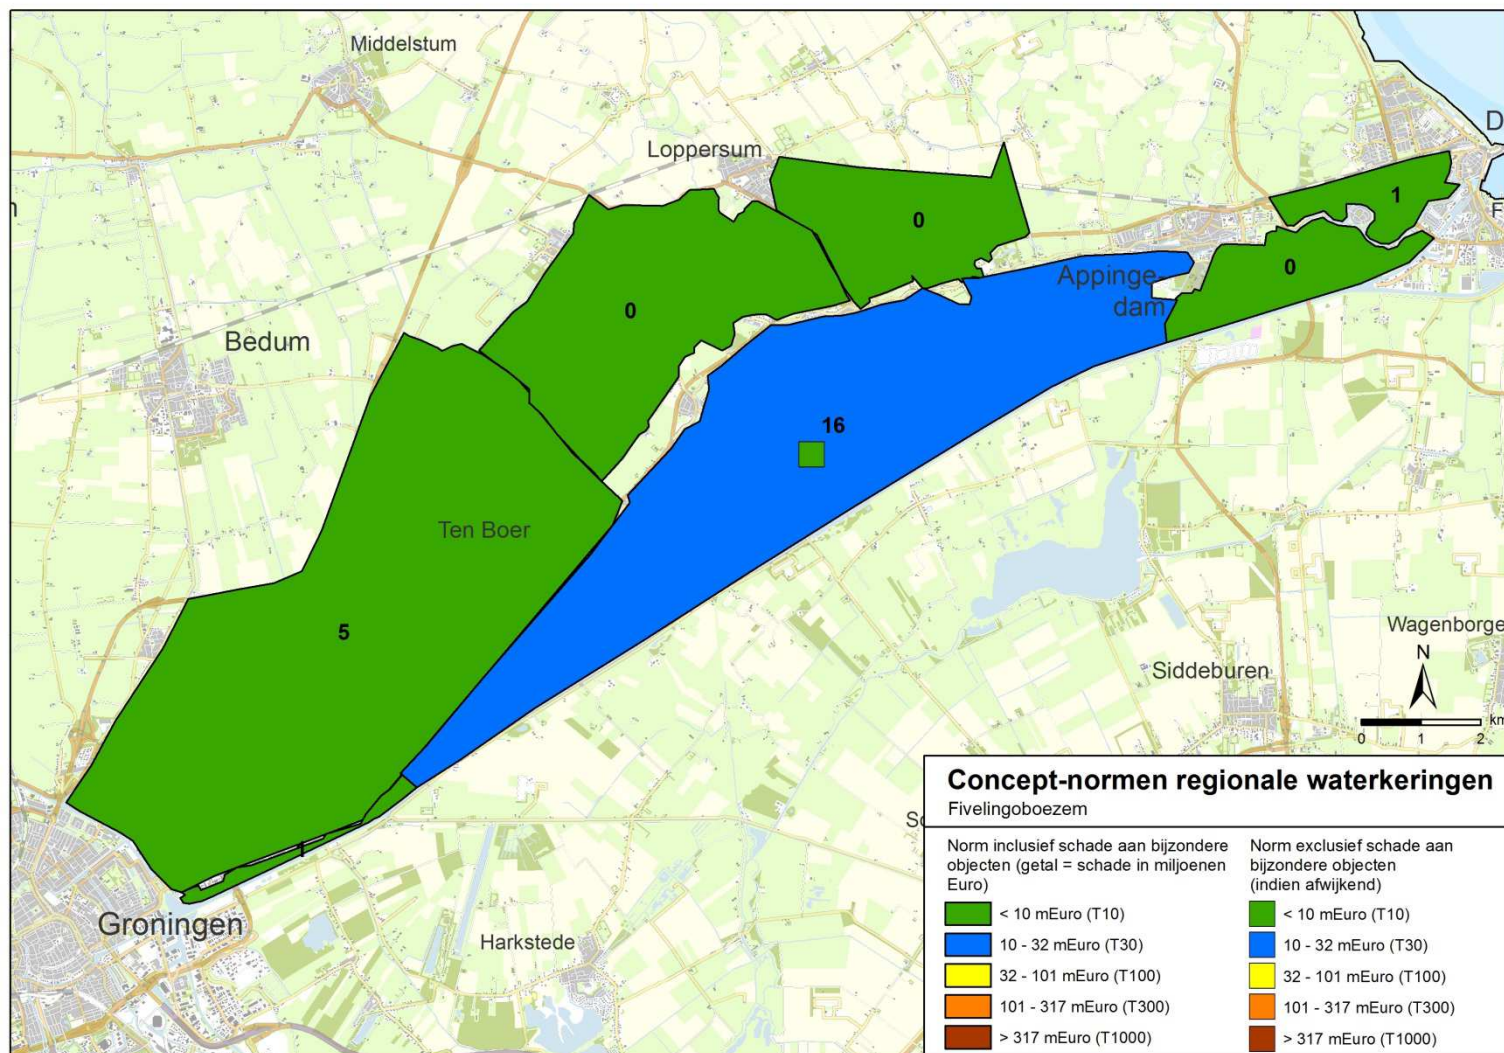 Middelstum
D
Loppersum
1
F
0
n
0
Appinge-
dam
0
Bedum
16
Ten Boer
5
Wagenborge
N
Siddeburen
km
0 1 2
1
Groningen
Harkstede
Concept-normen regionale waterkeringen
Fivelingoboezem
Norm inclusief schade aan bijzondere
objecten (getal = schade in miljoenen
Euro)
< 10 mEuro (T10)
10 - 32 mEuro (T30)
32 - 101 mEuro (T100)
101 - 317 mEuro (T300)
> 317 mEuro (T1000)
Norm exclusief schade aan
bijzondere objecten
(indien afwijkend)
< 10 mEuro (T10)
10 - 32 mEuro (T30)
32 - 101 mEuro (T100)
101 - 317 mEuro (T300)
> 317 mEuro (T1000)